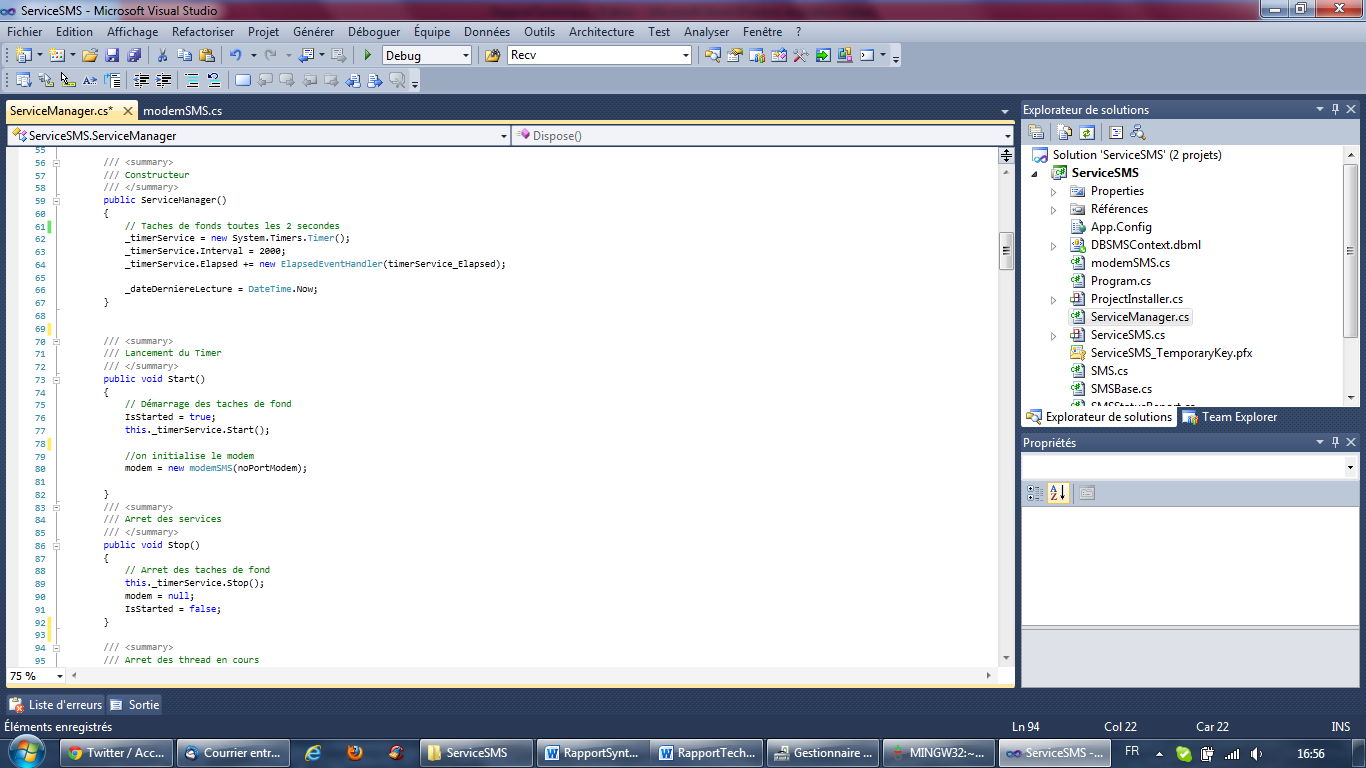 ServiceSMS - Microsoft Visual Studio
Fichier Edition Affichage Refactoriser Projet Générer Déboguer Équipe Données Outils Architecture Test Analyser Fenêtre ?
Debug Recv
ServiceManager.cs* modemSMS.cs
ServiceSMS.ServiceManager Dispose()
55
56 /// <summary>
57 /// Constructeur
58 /// </summary>
59 public ServiceManager()
60 {
61 // Taches de fonds toutes les 2 secondes
62 _timerService = new System.Timers.Timer();
63 _timerService.Interval = 2000;
64 _timerService.Elapsed += new ElapsedEventHandler(timerService_Elapsed);
65
66 _dateDerniereLecture = DateTime.Now;
67 }
68
69
70 /// <summary>
71 /// Lancement du Timer
72 /// </summary>
73 public void Start()
74 {
75 // Démarrage des taches de fond
76 IsStarted = true;
77 this._timerService.Start();
78
79 //on initialise le modem
80 modem = new modemSMS(noPortModem);
81
82 }
83 /// <summary>
84 /// Arret des services
85 /// </summary>
86 public void Stop()
87 {
88 // Arret des taches de fond
89 this._timerService.Stop();
90 modem = null;
91 IsStarted = false;
92 }
93
94 /// <summary>
95 /// Arret des thread en cours
75 %
Explorateur de solutions
Solution 'ServiceSMS' (2 projets)
ServiceSMS
Properties
Références
App.Config
DBSMSContext.dbml
modemSMS.cs
Program.cs
ProjectInstaller.cs
ServiceManager.cs
ServiceSMS.cs
ServiceSMS_TemporaryKey.pfx
SMS.cs
SMSBase.cs
SMSStatusReport.cs
Explorateur de solutions Team Explorer
Propriétés
Liste d'erreurs Sortie
Éléments enregistrés Ln 94 Col 22 Car 22 INS
Twitter / Acc... Courrier entr... ServiceSMS RapportSynt... RapportTech... Gestionnaire ... MINGW32:~... ServiceSMS -... FR 16:56